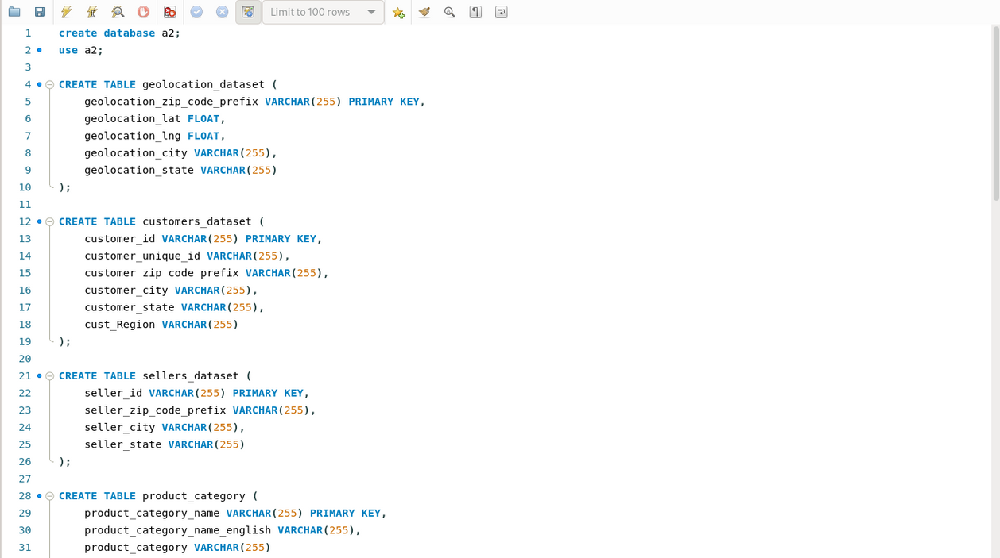 Limit to 100 rows
1 create database a2;
2 use a2;
3
4 CREATE TABLE geolocation_dataset (
5 geolocation_zip_code_prefix VARCHAR(255) PRIMARY KEY,
6 geolocation_lat FLOAT,
7 geolocation_lng FLOAT,
8 geolocation_city VARCHAR(255),
9 geolocation_state VARCHAR(255)
10 );
11
12 CREATE TABLE customers_dataset (
13 customer_id VARCHAR(255) PRIMARY KEY,
14 customer_unique_id VARCHAR(255),
15 customer_zip_code_prefix VARCHAR(255),
16 customer_city VARCHAR(255),
17 customer_state VARCHAR(255),
18 cust_Region VARCHAR(255)
19 );
20
21 CREATE TABLE sellers_dataset (
22 seller_id VARCHAR(255) PRIMARY KEY,
23 seller_zip_code_prefix VARCHAR(255),
24 seller_city VARCHAR(255),
25 seller_state VARCHAR(255)
26 );
27
28 CREATE TABLE product_category (
29 product_category_name VARCHAR(255) PRIMARY KEY,
30 product_category_name_english VARCHAR(255),
31 product_category VARCHAR(255)